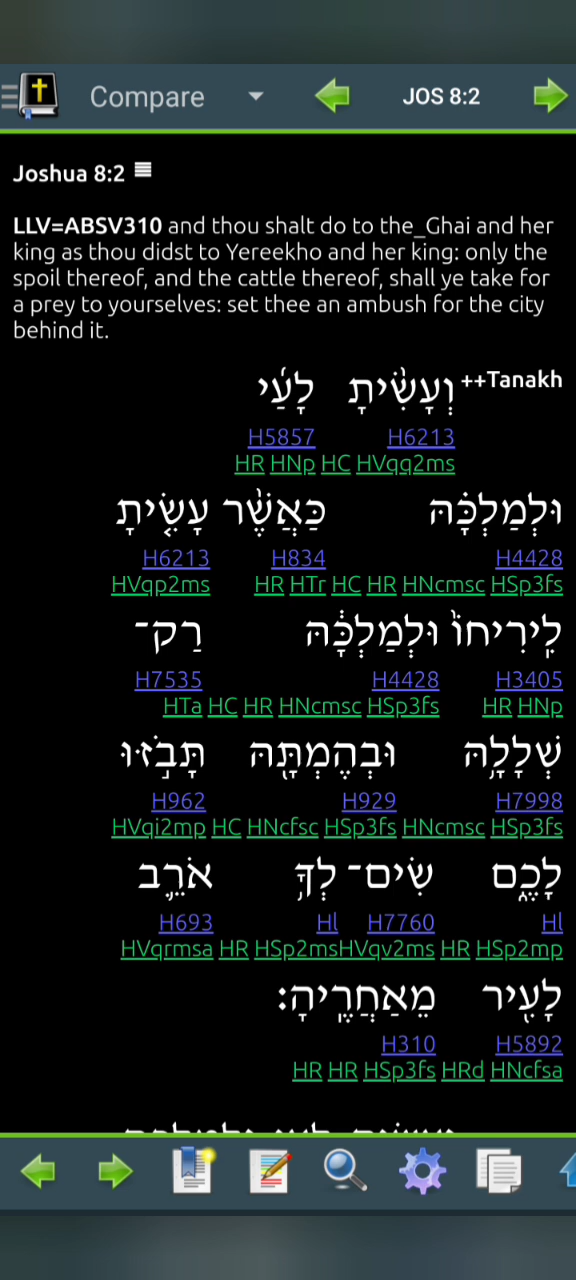 Compare JOS 8:2
Joshua 8:2
LLV=ABSV310 and thou shalt do to the_Ghai and her
king as thou didst to Yereekho and her king: only the
spoil thereof, and the cattle thereof, shall ye take for
a prey to yourselves: set thee an ambush for the city
behind it.
++Tanakh וְעָשִׂ֨יתָ לָעַ֜י
H5857 H6213
HR HNp HC HVqq2ms
וּלְמַלְכָּ֗הּ כַּאֲשֶׁ֨ר עָשִׂ֤יתָ
H6213 H834 H4428
HVqp2ms HR HTr HC HR HNcmsc HSp3fs
לִֽירִיחוֹ֙ וּלְמַלְכָּ֔הּ רַק־
H7535 H4428 H3405
HTa HC HR HNcmsc HSp3fs HR HNp
שְׁלָלָ֥הּ וּבְהֶמְתָּ֖הּ תָּבֹ֣זּוּ
H962 H929 H7998
HVqi2mp HC HNcfsc HSp3fs HNcmsc HSp3fs
לָכֶ֑ם שִׂים־ לְךָ֥ אֹרֵ֛ב
H693 Hl H7760 Hl
HVqrmsa HR HSp2msHVqv2ms HR HSp2mp
לָעִ֖יר מֵאַחֲרֶֽיהָ׃
H310 H5892
HR HR HSp3fs HRd HNcfsa